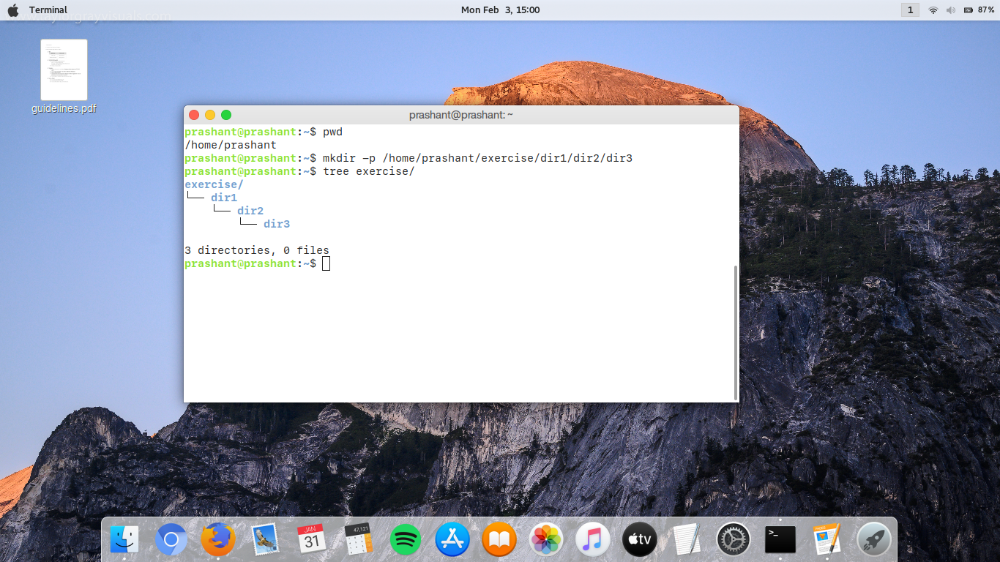 Terminal
Mon Feb 3, 15:00
1
87%
guidelines.pdf
prashant@prashant: ~
prashant@prashant:~$ pwd
/home/prashant
prashant@prashant:~$ mkdir -p /home/prashant/exercise/dir1/dir2/dir3
prashant@prashant:~$ tree exercise/
exercise/
└── dir1
    └── dir2
        └── dir3
3 directories, 0 files
prashant@prashant:~$
JAN
31
47,121
>_
tv
PAGES